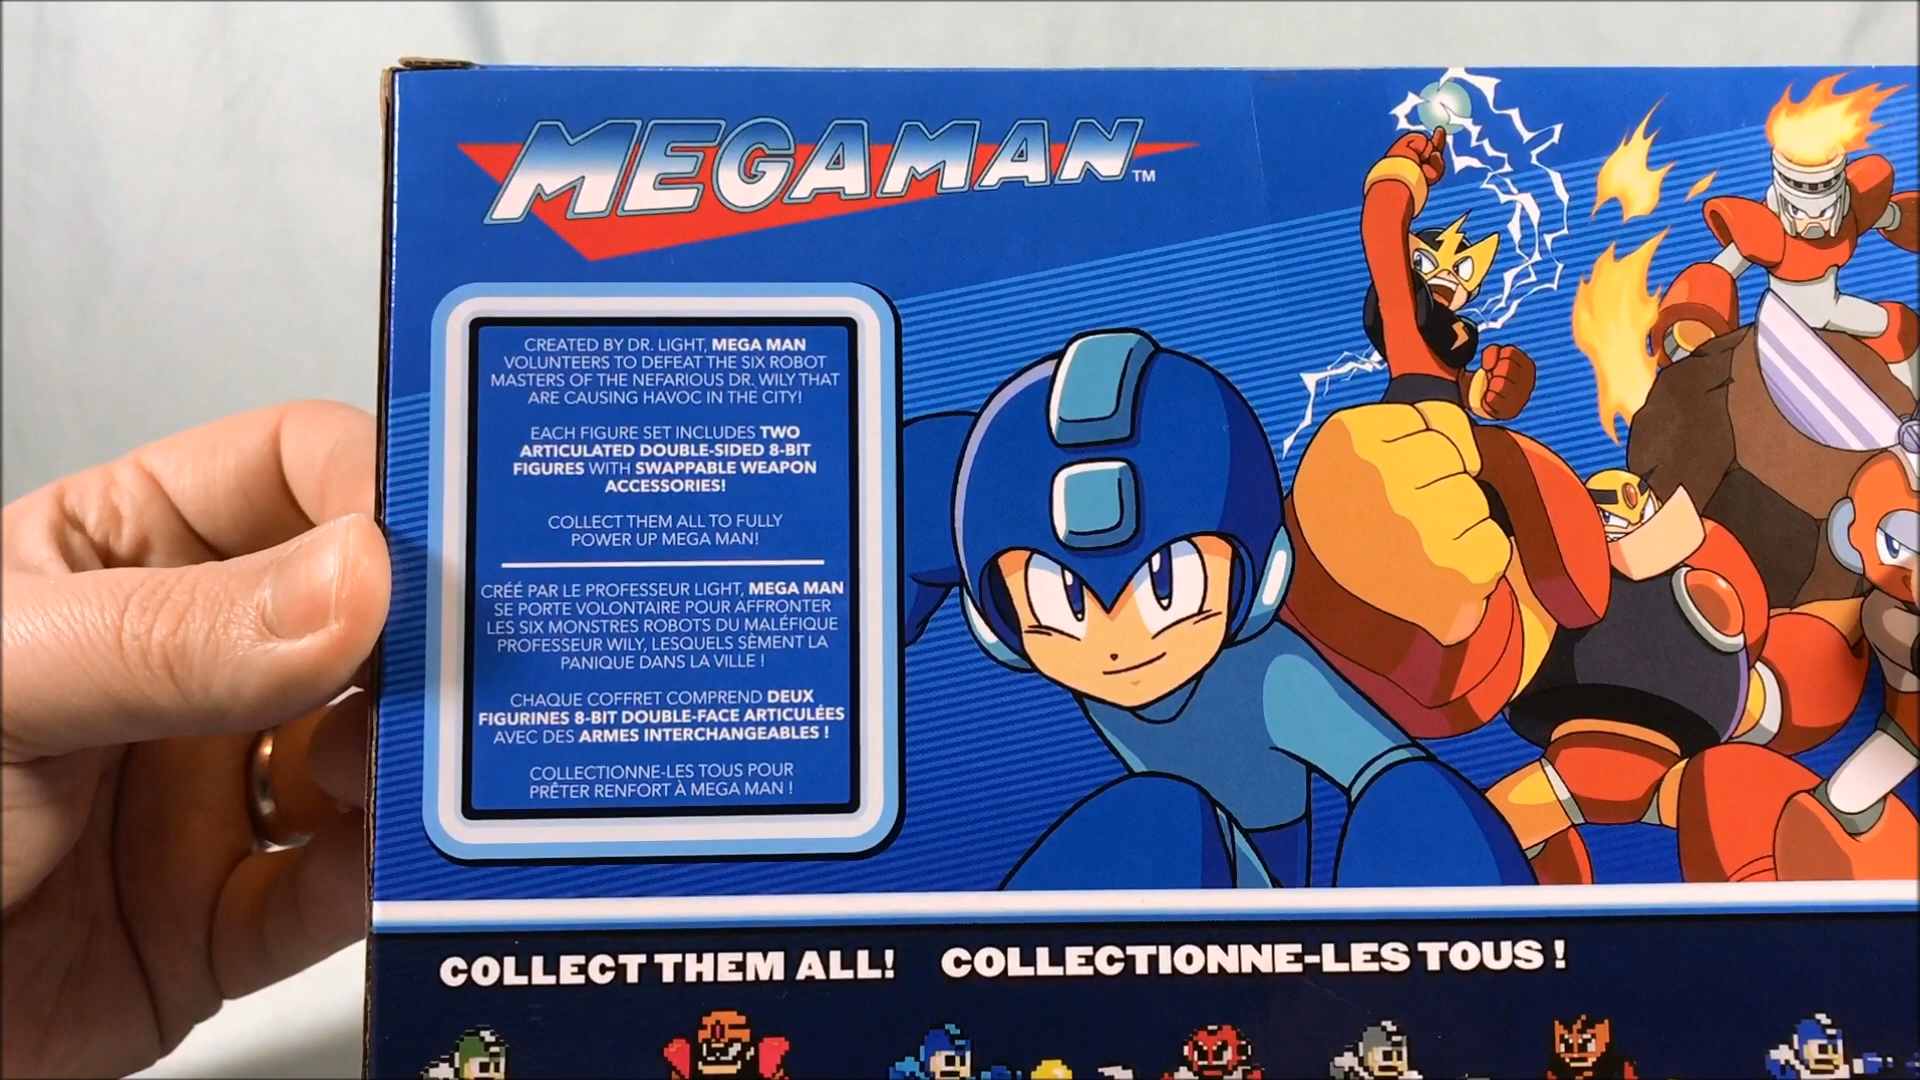 MEGAMAN™
CREATED BY DR. LIGHT, MEGA MAN
VOLUNTEERS TO DEFEAT THE SIX ROBOT
MASTERS OF THE NEFARIOUS DR. WILY THAT
ARE CAUSING HAVOC IN THE CITY!
EACH FIGURE SET INCLUDES TWO
ARTICULATED DOUBLE-SIDED 8-BIT
FIGURES WITH SWAPPABLE WEAPON
ACCESSORIES!
COLLECT THEM ALL TO FULLY
POWER UP MEGA MAN!
CRÉÉ PAR LE PROFESSEUR LIGHT, MEGA MAN
SE PORTE VOLONTAIRE POUR AFFRONTER
LES SIX MONSTRES ROBOTS DU MALÉFIQUE
PROFESSEUR WILY, LESQUELS SÈMENT LA
PANIQUE DANS LA VILLE !
CHAQUE COFFRET COMPREND DEUX
FIGURINES 8-BIT DOUBLE-FACE ARTICULÉES
AVEC DES ARMES INTERCHANGEABLES !
COLLECTIONNE-LES TOUS POUR
PRÊTER RENFORT À MEGA MAN !
COLLECT THEM ALL! COLLECTIONNE-LES TOUS !